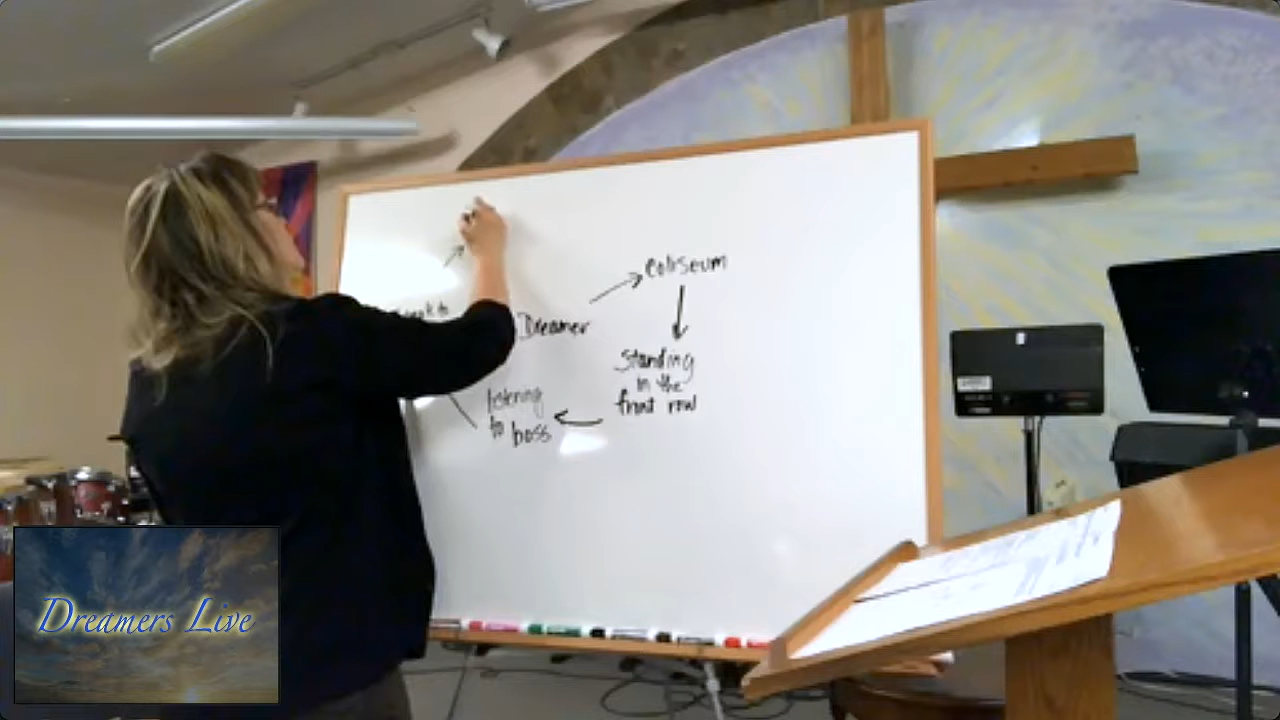 Coliseum
Dreamer
Standing
in the
front row
listening
to boss
Dreamers Live